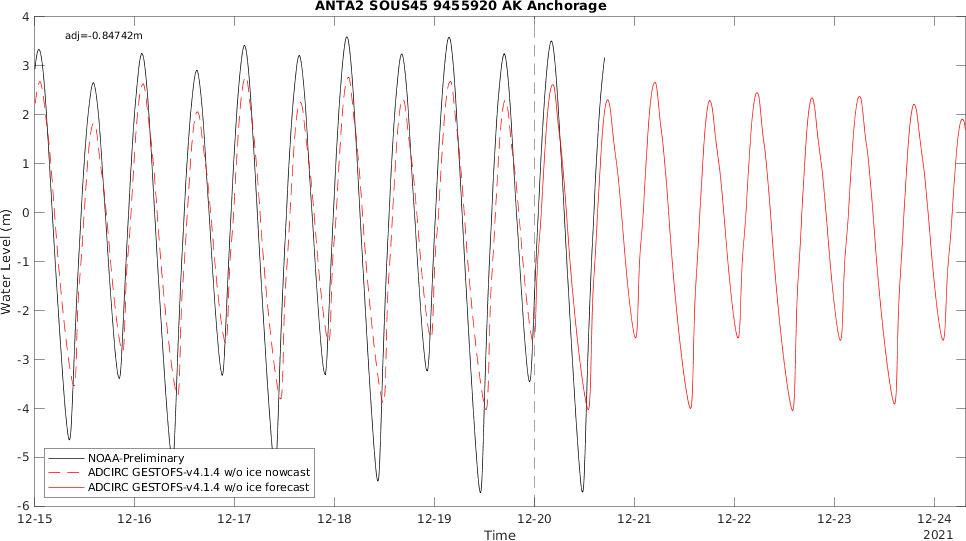 ANTA2 SOUS45 9455920 AK Anchorage
adj=-0.84742m
4
3
2
1
0
-1
-2
-3
-4
-5
-6
Water Level (m)
NOAA-Preliminary
ADCIRC GESTOFS-v4.1.4 w/o ice nowcast
ADCIRC GESTOFS-v4.1.4 w/o ice forecast
12-15 12-16 12-17 12-18 12-19 12-20 12-21 12-22 12-23 12-24
Time
2021